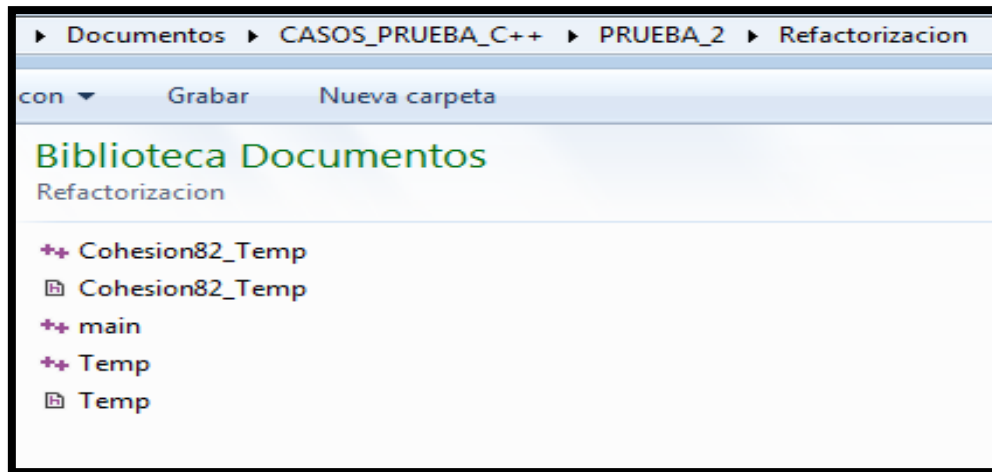 Documentos CASOS_PRUEBA_C++ PRUEBA_2 Refactorizacion
con Grabar Nueva carpeta
Biblioteca Documentos
Refactorizacion
Cohesion82_Temp
Cohesion82_Temp
main
Temp
Temp